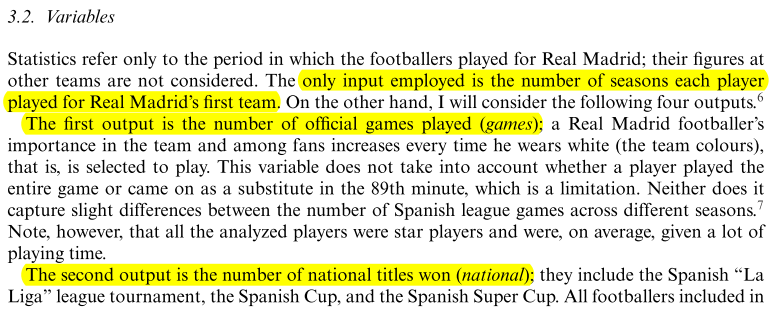 3.2. Variables
Statistics refer only to the period in which the footballers played for Real Madrid; their figures at
other teams are not considered. The only input employed is the number of seasons each player
played for Real Madrid's first team. On the other hand, I will consider the following four outputs.6
The first output is the number of official games played (games); a Real Madrid footballer's
importance in the team and among fans increases every time he wears white (the team colours),
that is, is selected to play. This variable does not take into account whether a player played the
entire game or came on as a substitute in the 89th minute, which is a limitation. Neither does it
capture slight differences between the number of Spanish league games across different seasons.7
Note, however, that all the analyzed players were star players and were, on average, given a lot of
playing time.
The second output is the number of national titles won (national); they include the Spanish “La
Liga” league tournament, the Spanish Cup, and the Spanish Super Cup. All footballers included in